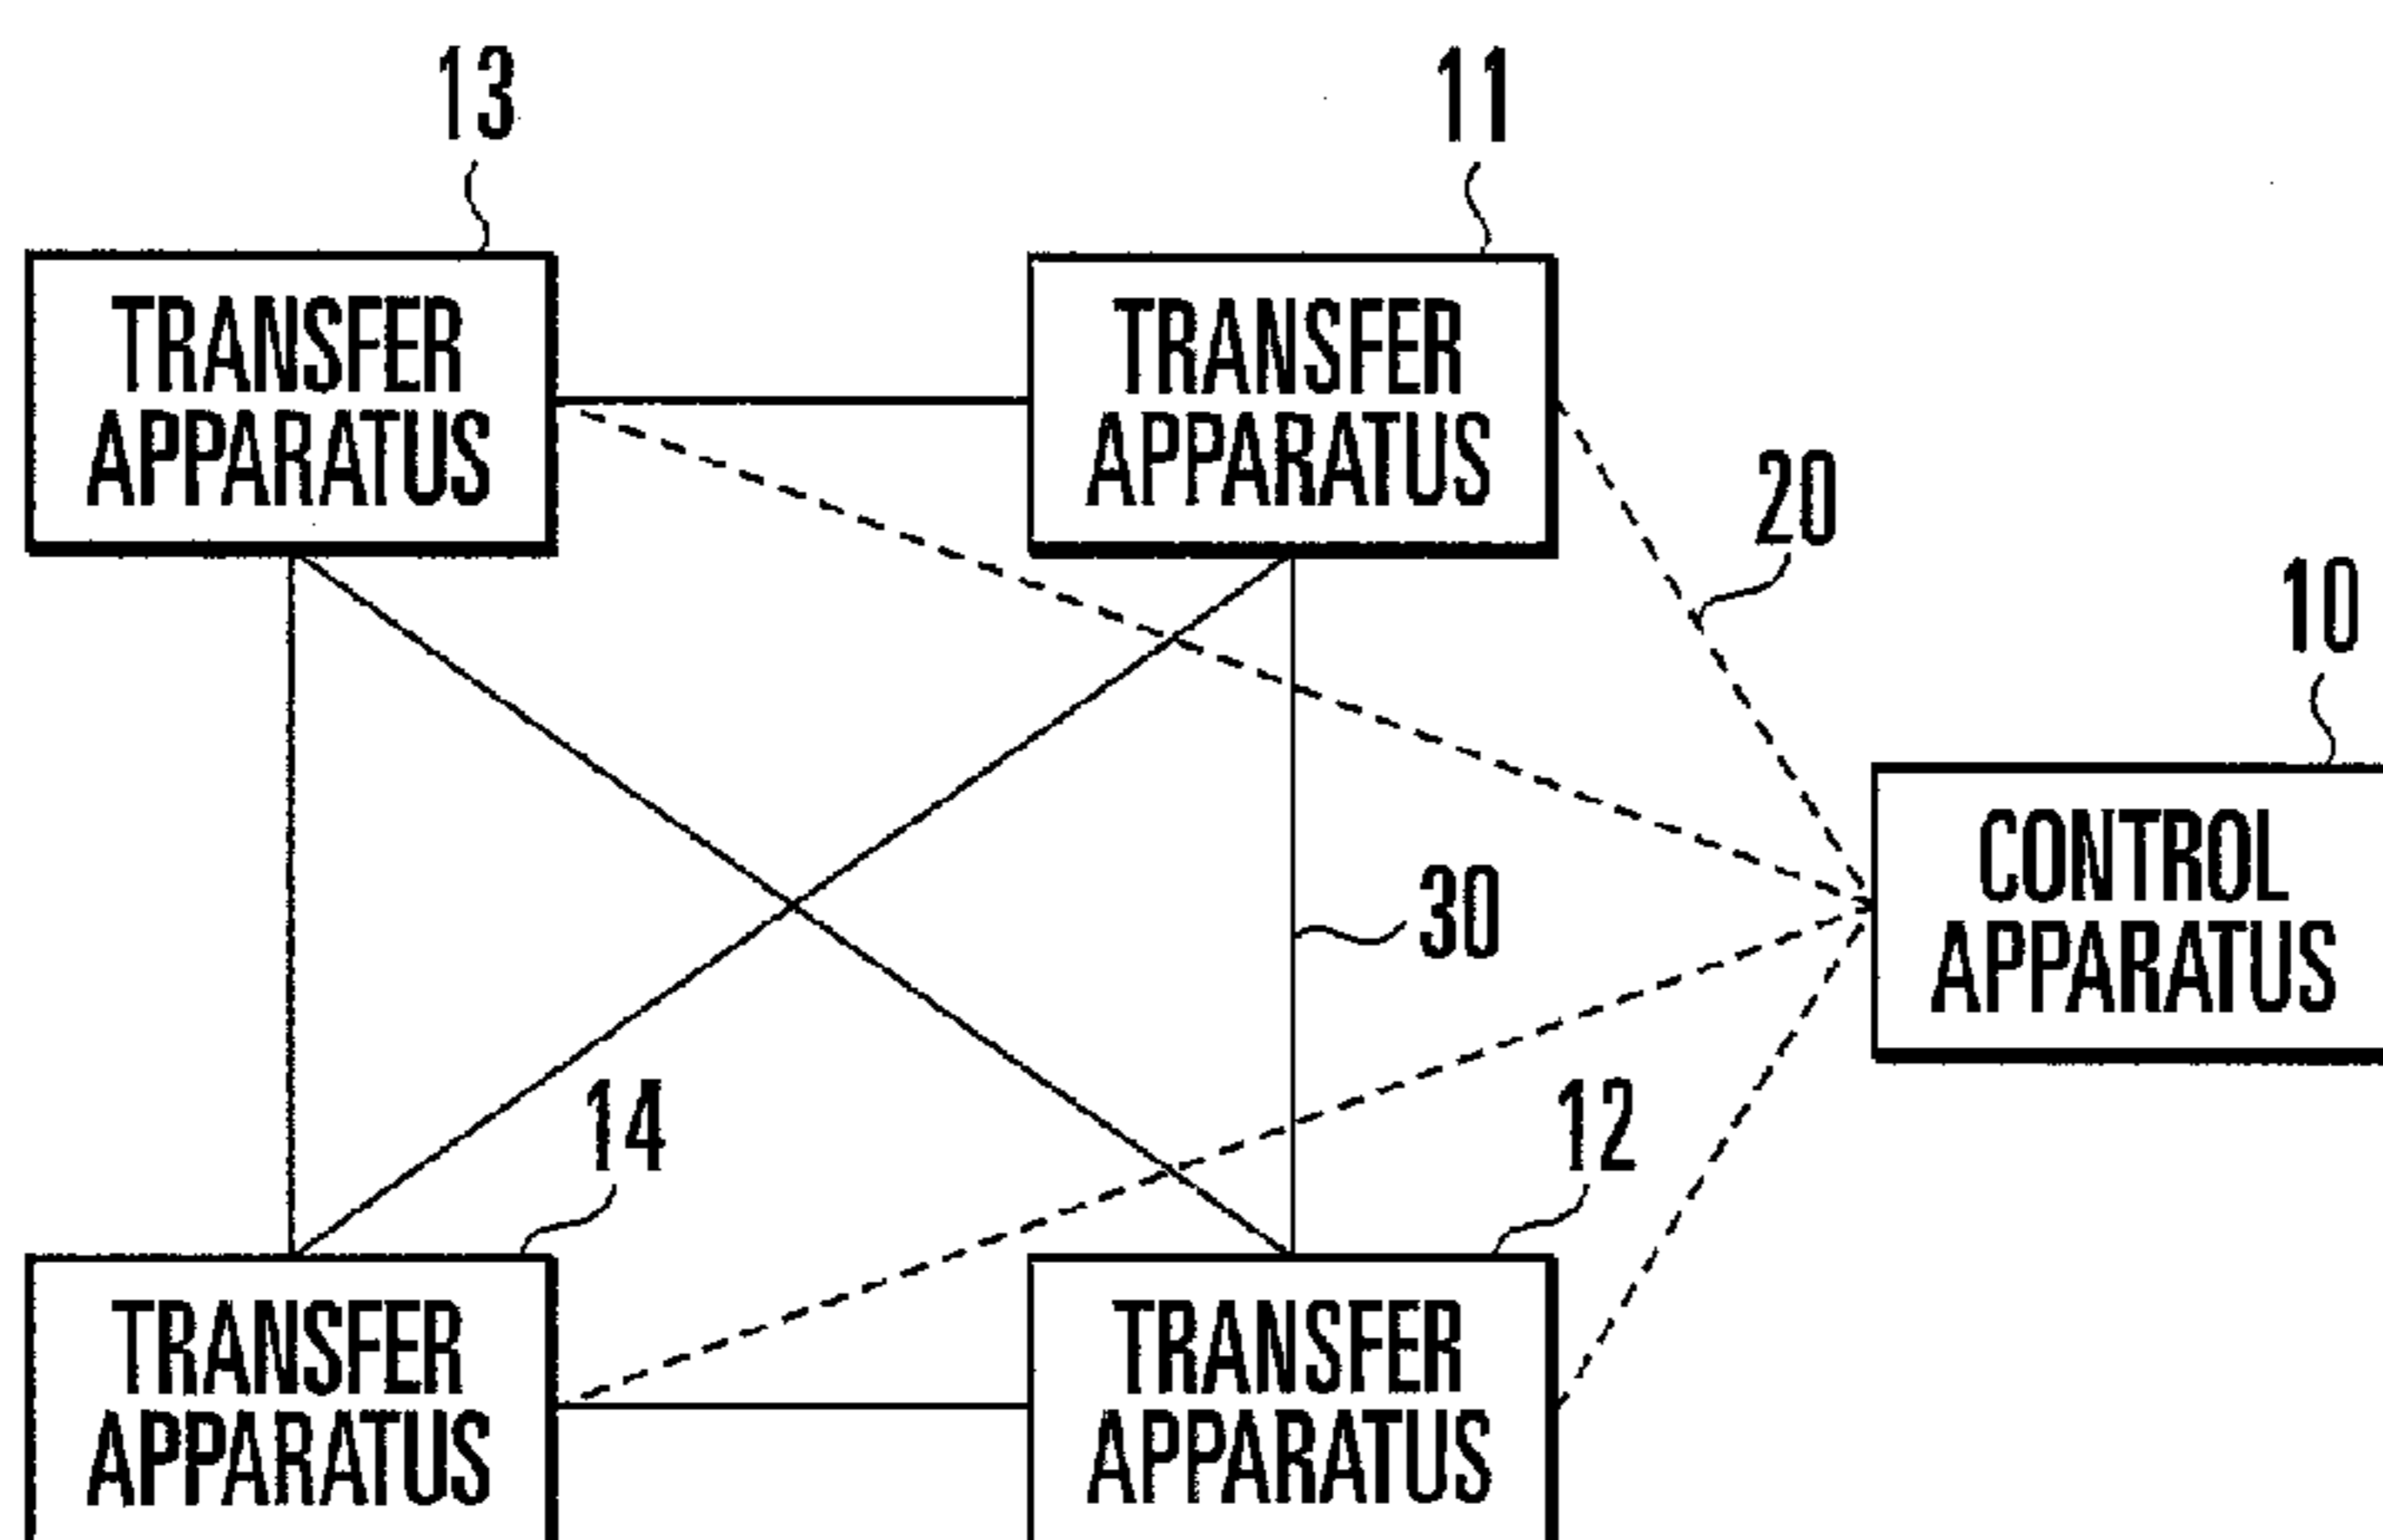 13
11
TRANSFER
APPARATUS
TRANSFER
APPARATUS
20
10
CONTROL
APPARATUS
30
14
12
TRANSFER
APPARATUS
TRANSFER
APPARATUS